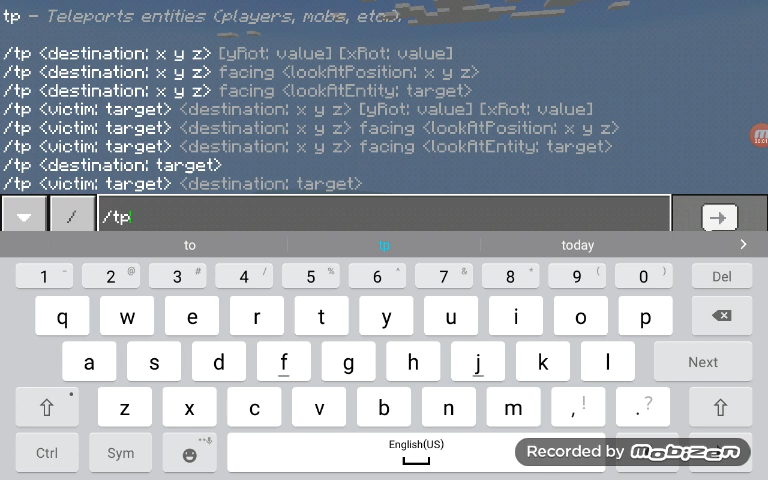 tp – Teleports entities (players, mobs, etc.).
/tp <destination: x y z> [yRot: value] [xRot: value]
/tp <destination: x y z> facing <lookAtPosition: x y z>
/tp <destination: x y z> facing <lookAtEntity: target>
/tp <victim: target> <destination: x y z> [yRot: value] [xRot: value]
/tp <victim: target> <destination: x y z> facing <lookAtPosition: x y z>
/tp <victim: target> <destination: x y z> facing <lookAtEntity: target>
/tp <destination: target>
/tp <victim: target> <destination: target>
/ /tp
to tp today
1 - 2 @ 3 # 4 / 5 % 6 ^ 7 & 8 * 9 ( 0 ) Del
q w e r t y u i o p
a s d f g h j k l Next
z x c v b n m , ! . ?
Ctrl Sym English(US)
Recorded by mobizen